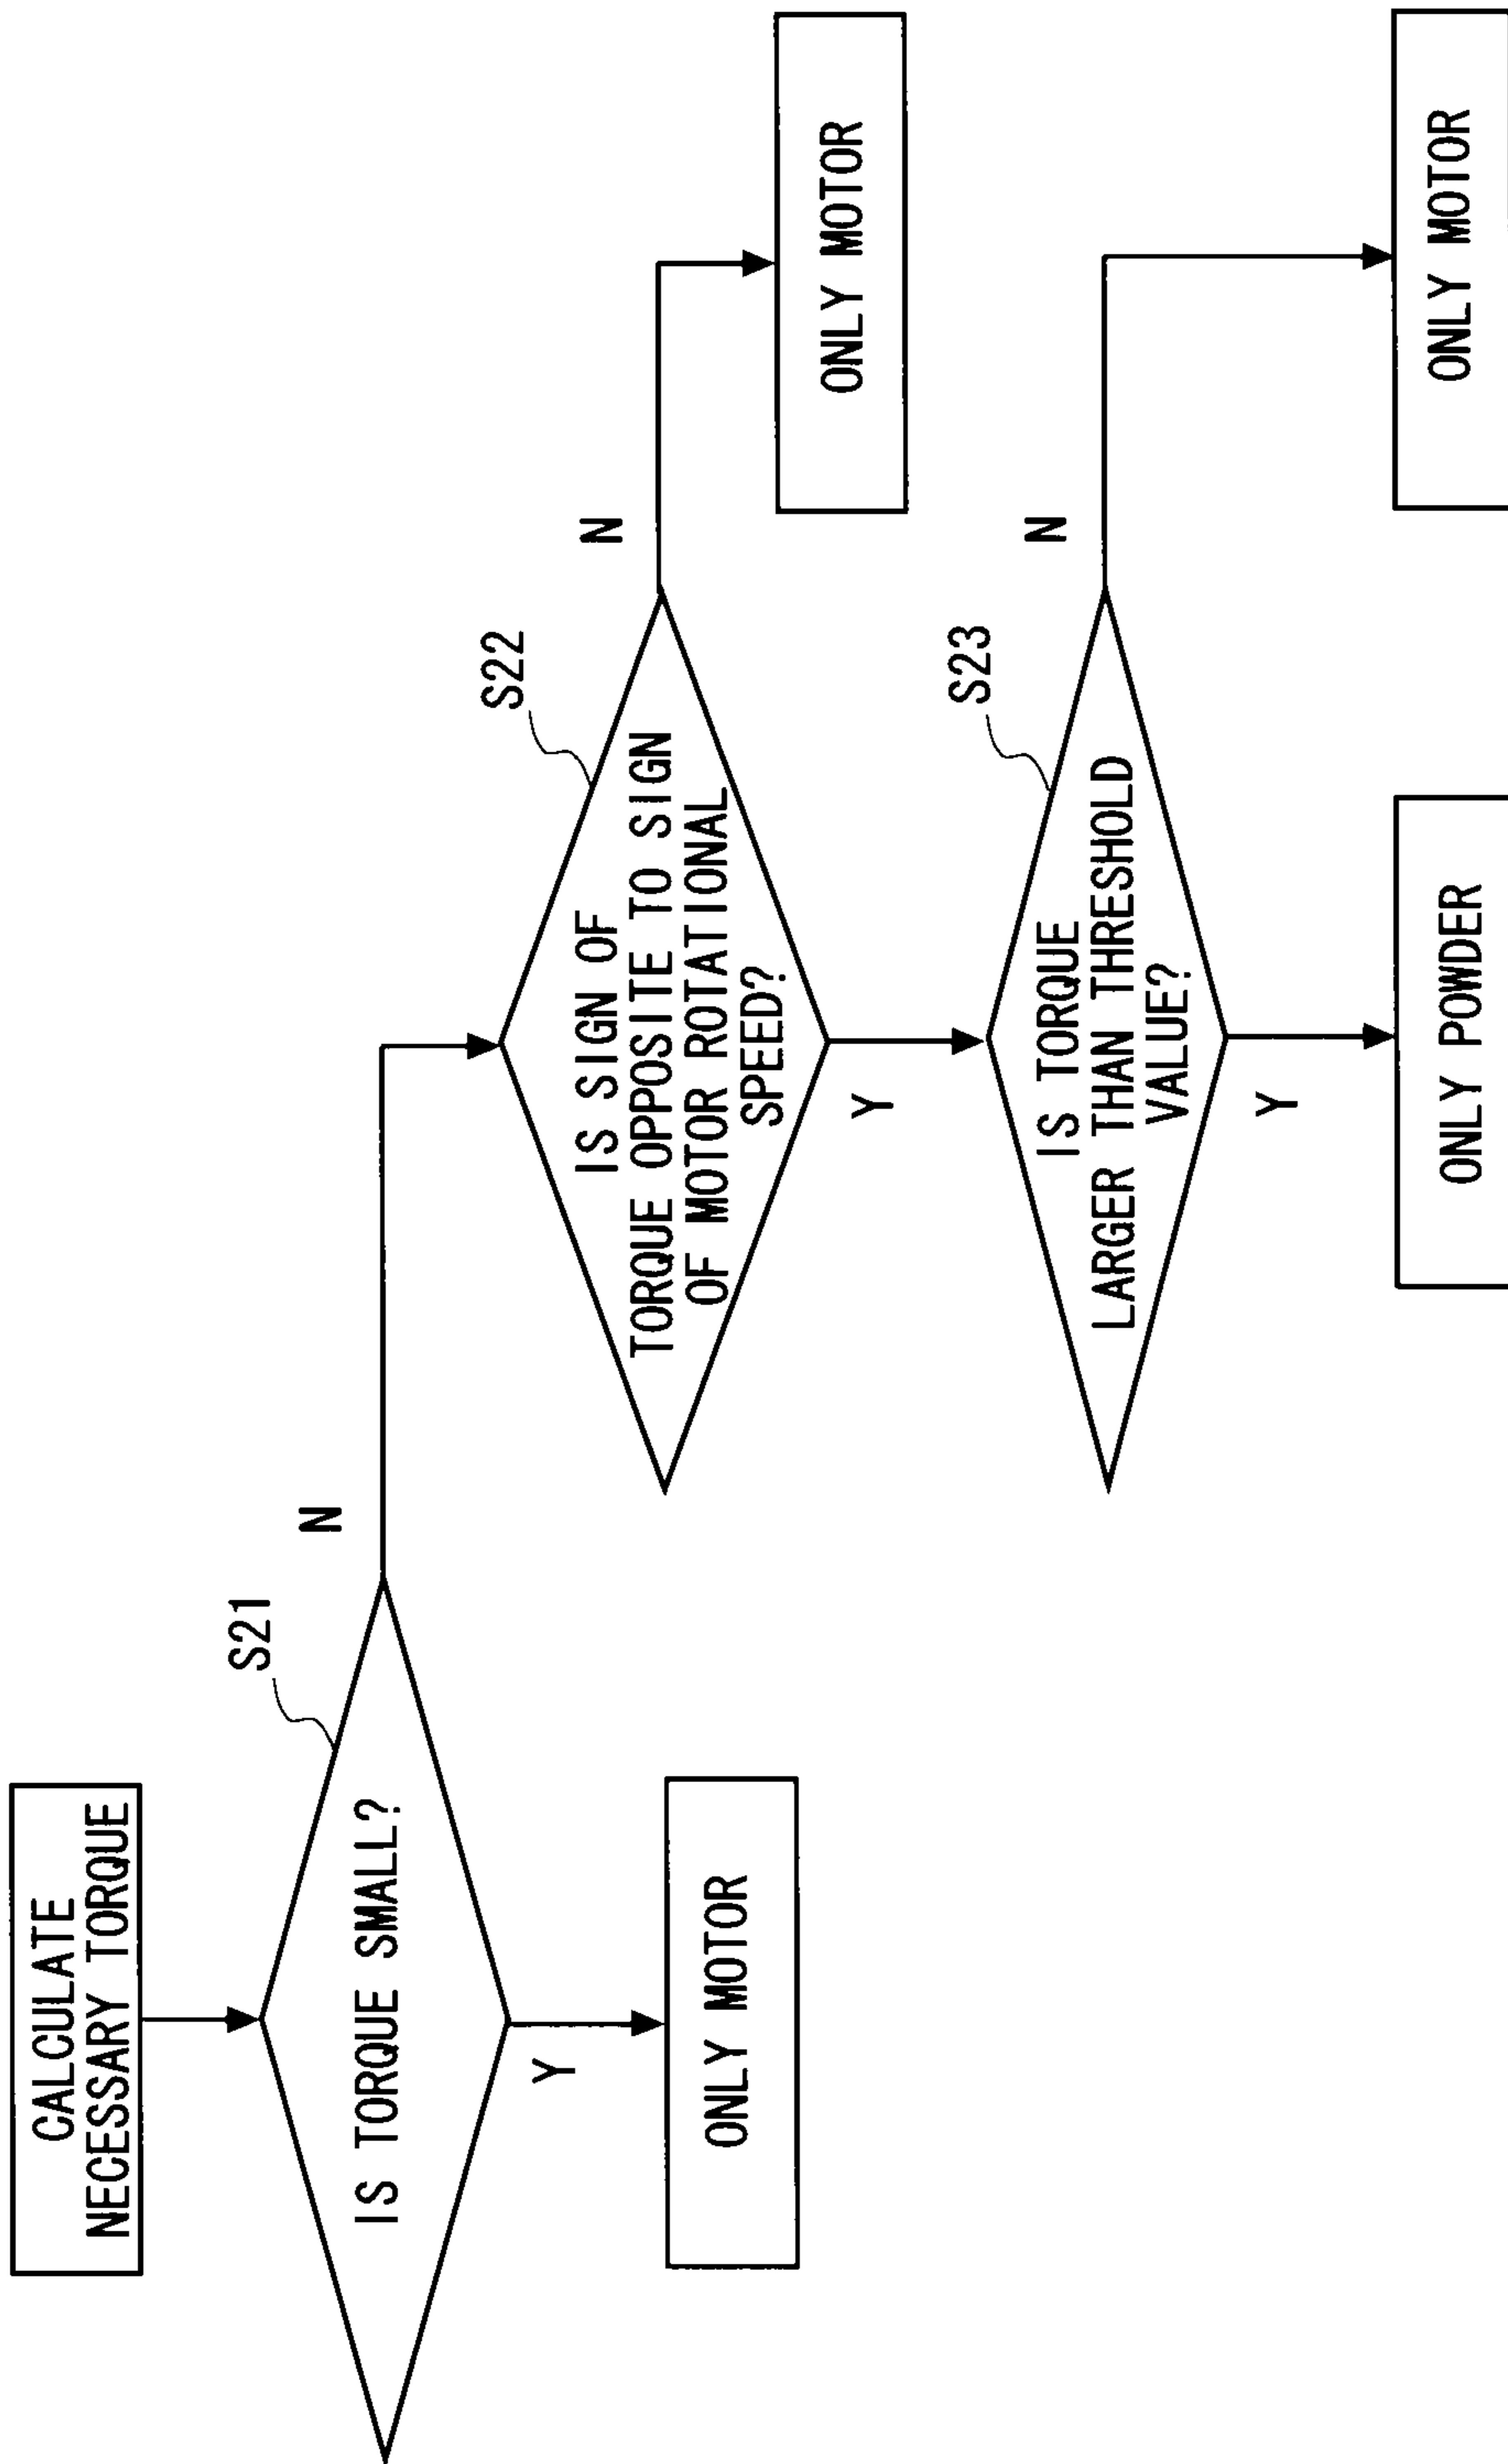 CALCULATE
NECESSARY TORQUE
S21
IS TORQUE SMALL?
N
Y
ONLY MOTOR
S22
IS SIGN OF
TORQUE OPPOSITE TO SIGN
OF MOTOR ROTATIONAL
SPEED?
N
Y
ONLY MOTOR
S23
IS TORQUE
LARGER THAN THRESHOLD
VALUE?
N
Y
ONLY POWDER
ONLY MOTOR